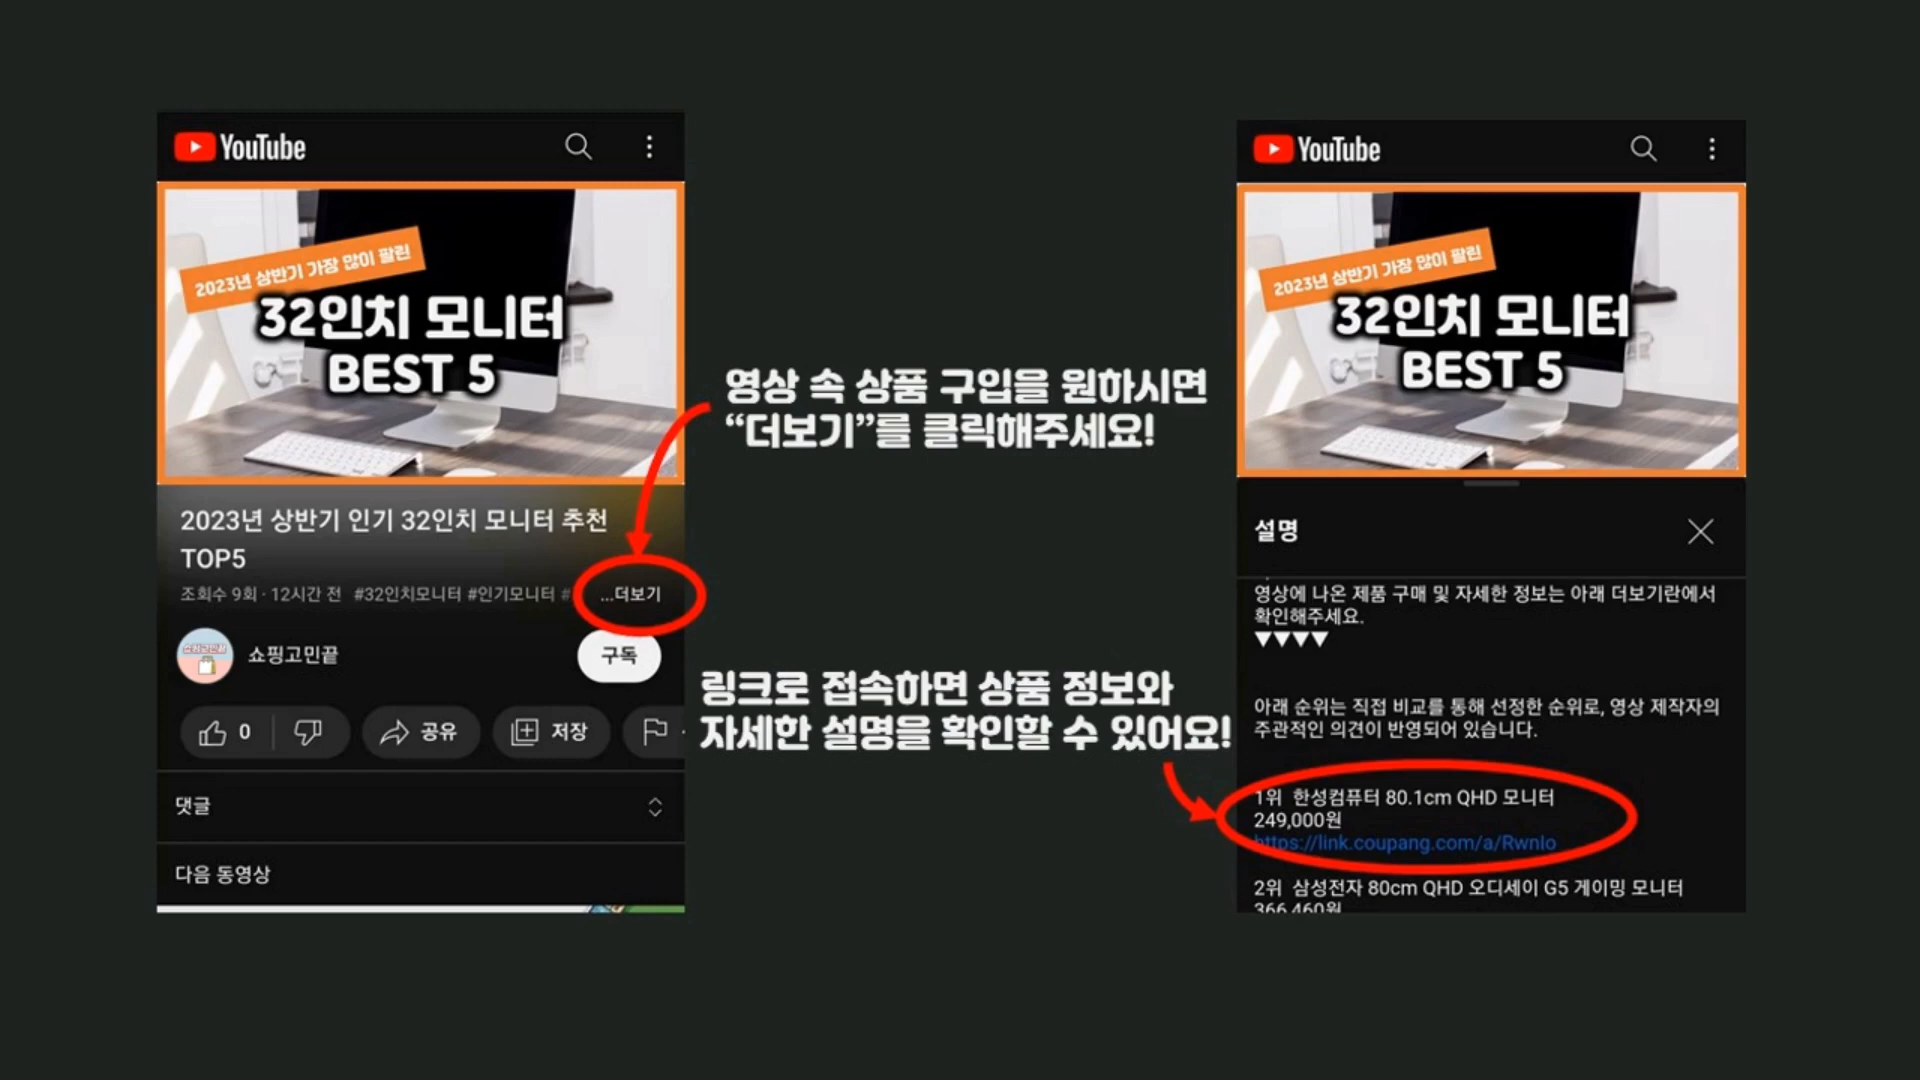 YouTube
2023년 상반기 가장 많이 팔린
32인치 모니터
BEST 5
2023년 상반기 인기 32인치 모니터 추천
TOP5
조회수 9회 · 12시간 전 #32인치모니터 #인기모니터 # ...더보기
쇼핑고민끝
쇼핑고민끝
구독
0
공유
저장
댓글
다음 동영상
영상 속 상품 구입을 원하시면
“더보기”를 클릭해주세요!
링크로 접속하면 상품 정보와
자세한 설명을 확인할 수 있어요!
YouTube
2023년 상반기 가장 많이 팔린
32인치 모니터
BEST 5
설명
영상에 나온 제품 구매 및 자세한 정보는 아래 더보기란에서
확인해주세요.
▼▼▼▼
아래 순위는 직접 비교를 통해 선정한 순위로, 영상 제작자의
주관적인 의견이 반영되어 있습니다.
1위 한성컴퓨터 80.1cm QHD 모니터
249,000원
https://link.coupang.com/a/RwnIo
2위 삼성전자 80cm QHD 오디세이 G5 게이밍 모니터
366,460원